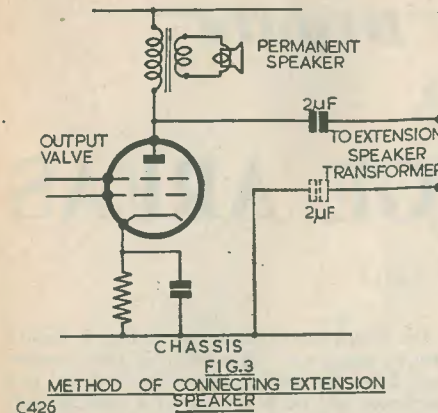 PERMANENT
SPEAKER
2µF
OUTPUT
VALVE
TO EXTENSION
SPEAKER
TRANSFORMER
2µF
CHASSIS
FIG.3
METHOD OF CONNECTING EXTENSION
SPEAKER
C426